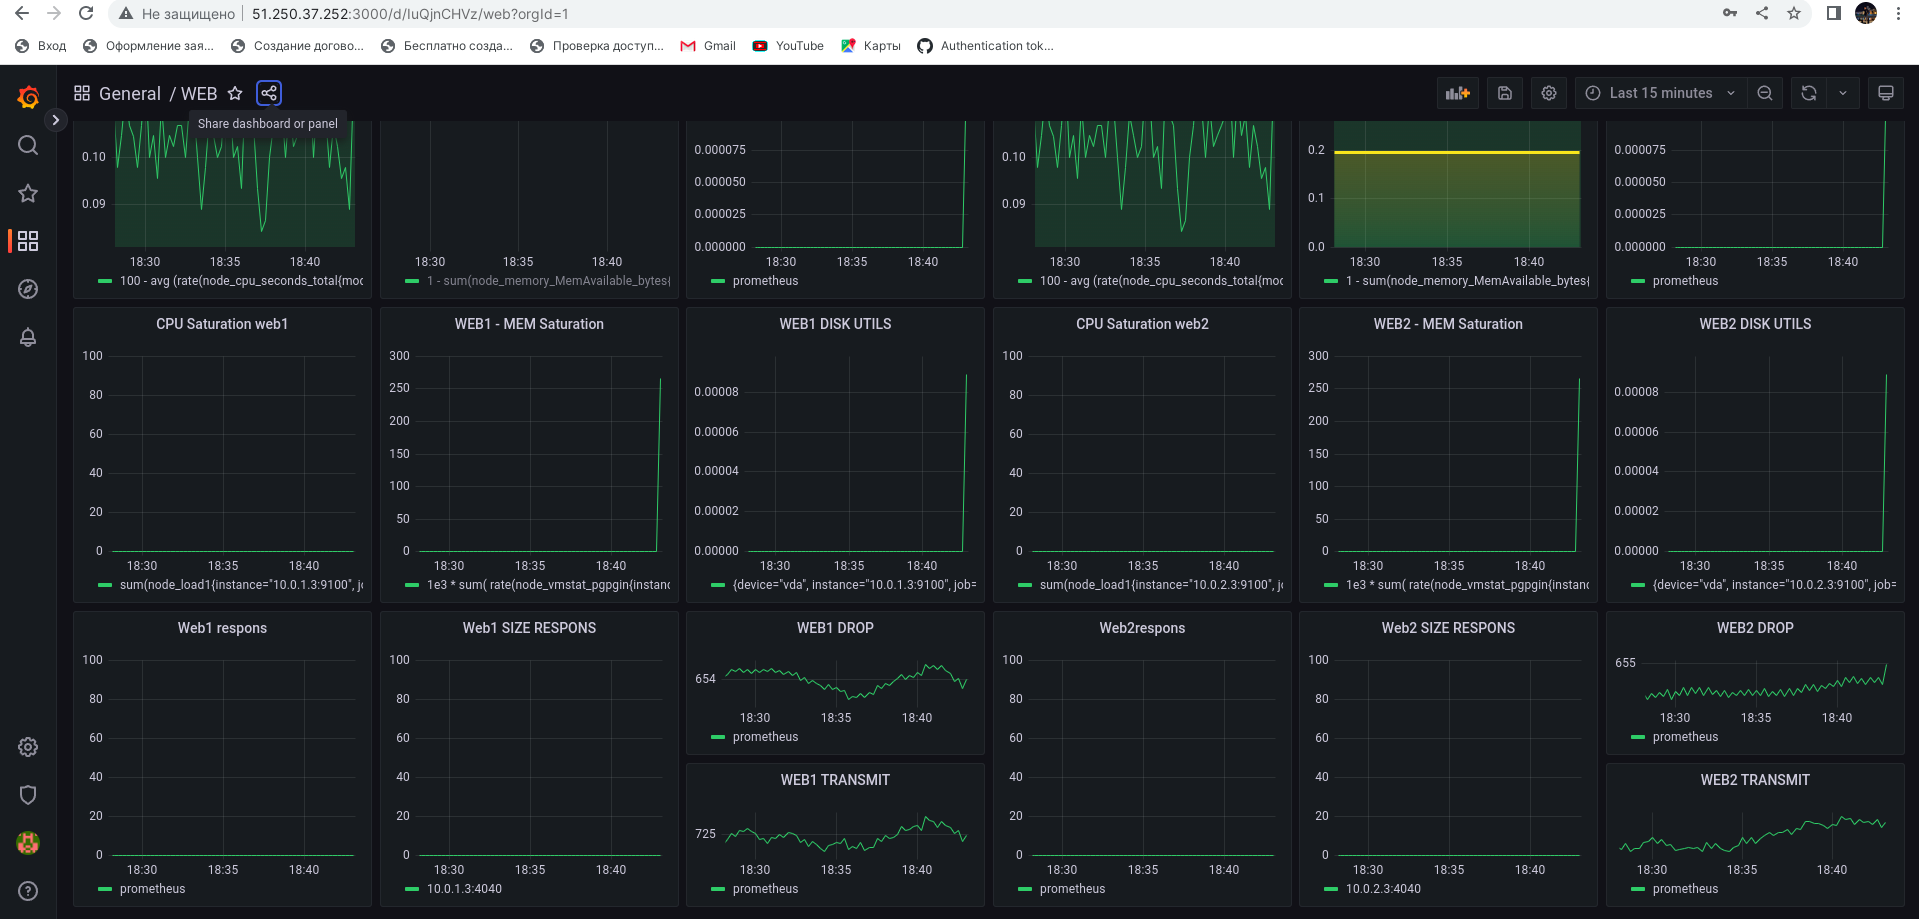 Не защищено 51.250.37.252:3000/d/IuQjnCHVz/web?orgId=1
Вход Оформление зая... Создание догово... Бесплатно созда... Проверка доступ... Gmail YouTube Карты Authentication tok...
General / WEB
Last 15 minutes
Share dashboard or panel
0.10
0.09
18:30 18:35 18:40
100 - avg (rate(node_cpu_seconds_total{moc
18:30 18:35 18:40
1 - sum(node_memory_MemAvailable_bytes{
0.000075
0.000050
0.000025
0.000000
18:30 18:35 18:40
prometheus
0.10
0.09
18:30 18:35 18:40
100 - avg (rate(node_cpu_seconds_total{moc
0.2
0.1
0.0
18:30 18:35 18:40
1 - sum(node_memory_MemAvailable_bytes{
0.000075
0.000050
0.000025
0.000000
18:30 18:35 18:40
prometheus
CPU Saturation web1
100
80
60
40
20
0
18:30 18:35 18:40
sum(node_load1{instance="10.0.1.3:9100", j
WEB1 - MEM Saturation
300
250
200
150
100
50
0
18:30 18:35 18:40
1e3 * sum( rate(node_vmstat_pgpgin{instanc
WEB1 DISK UTILS
0.00008
0.00006
0.00004
0.00002
0.00000
18:30 18:35 18:40
{device="vda", instance="10.0.1.3:9100", job=
CPU Saturation web2
100
80
60
40
20
0
18:30 18:35 18:40
sum(node_load1{instance="10.0.2.3:9100", j
WEB2 - MEM Saturation
300
250
200
150
100
50
0
18:30 18:35 18:40
1e3 * sum( rate(node_vmstat_pgpgin{instanc
WEB2 DISK UTILS
0.00008
0.00006
0.00004
0.00002
0.00000
18:30 18:35 18:40
{device="vda", instance="10.0.2.3:9100", job=
Web1 respons
100
80
60
40
20
0
18:30 18:35 18:40
prometheus
Web1 SIZE RESPONS
100
80
60
40
20
0
18:30 18:35 18:40
10.0.1.3:4040
WEB1 DROP
654
18:30 18:35 18:40
prometheus
WEB1 TRANSMIT
725
18:30 18:35 18:40
prometheus
Web2respons
100
80
60
40
20
0
18:30 18:35 18:40
prometheus
Web2 SIZE RESPONS
100
80
60
40
20
0
18:30 18:35 18:40
10.0.2.3:4040
WEB2 DROP
655
18:30 18:35 18:40
prometheus
WEB2 TRANSMIT
18:30 18:35 18:40
prometheus